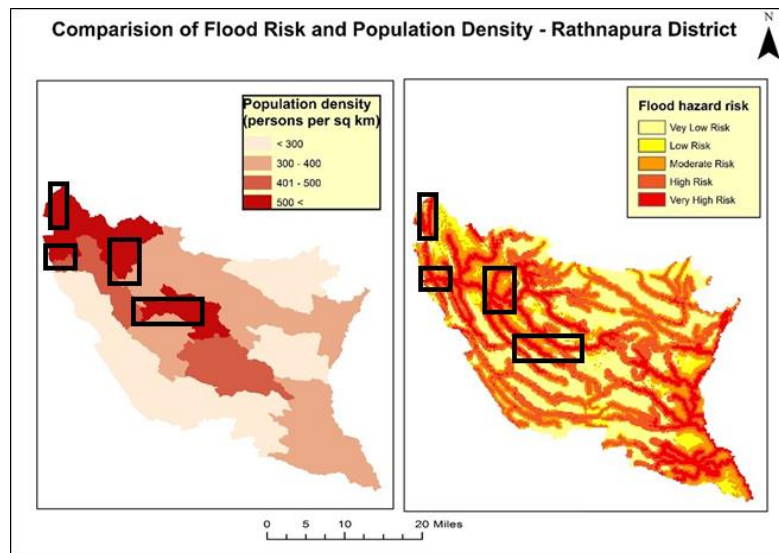 Comparision of Flood Risk and Population Density - Rathnapura District
N
Population density
(persons per sq km)
< 300
300 - 400
401 - 500
500 <
Flood hazard risk
Vey Low Risk
Low Risk
Moderate Risk
High Risk
Very High Risk
0 5 10 20 Miles